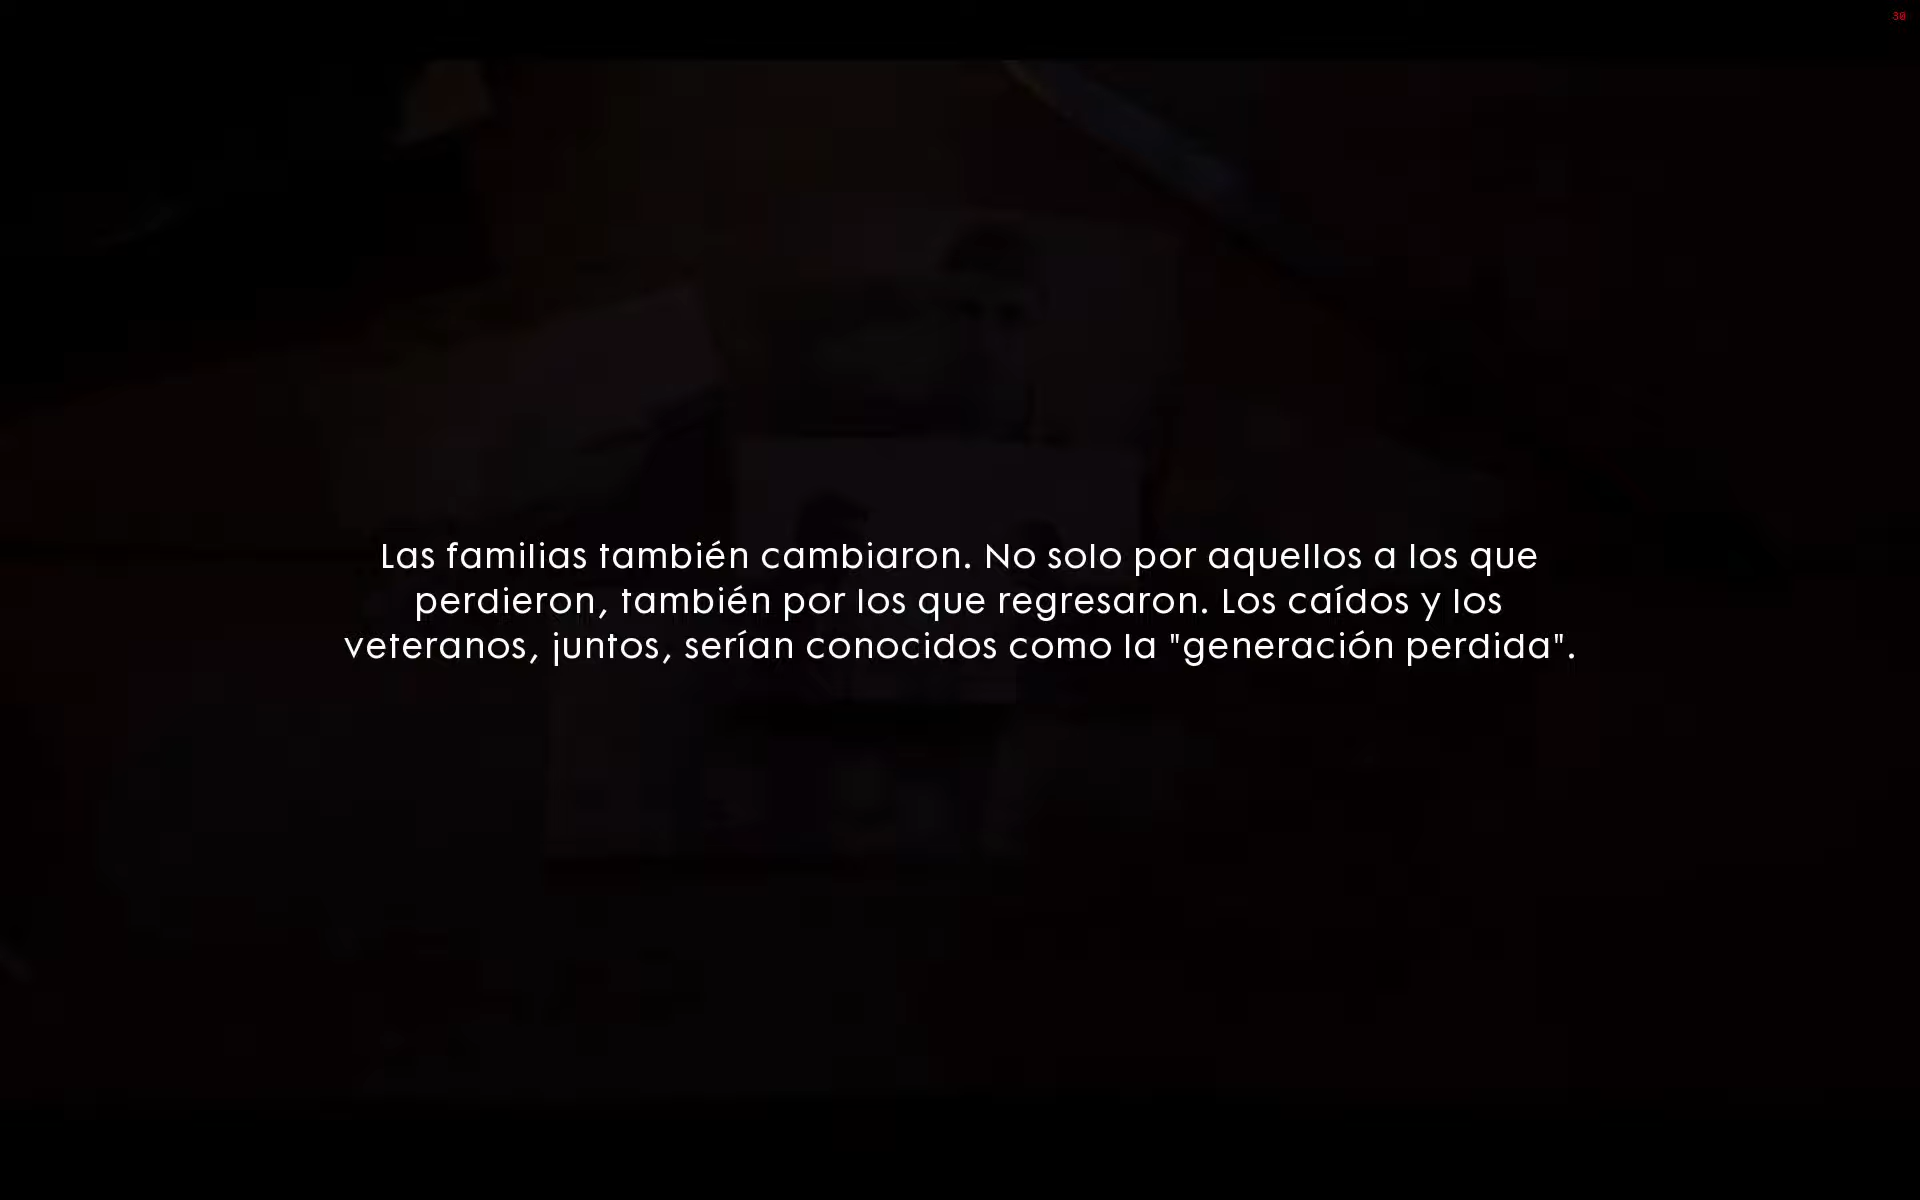 30
Las familias también cambiaron. No solo por aquellos a los que
perdieron, también por los que regresaron. Los caídos y los
veteranos, juntos, serían conocidos como la "generación perdida".